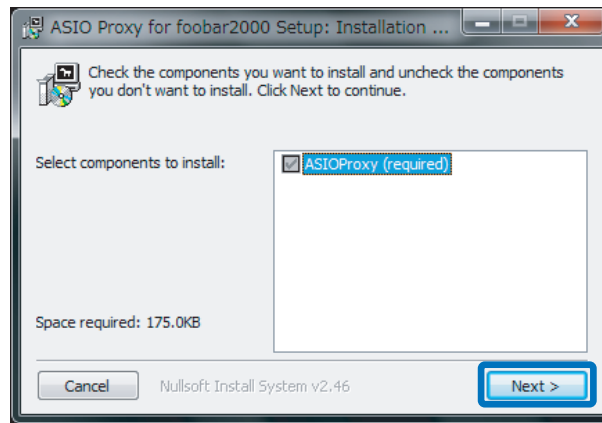 ASIO Proxy for foobar2000 Setup: Installation ...
Check the components you want to install and uncheck the components
you don't want to install. Click Next to continue.
Select components to install:
ASIOProxy (required)
Space required: 175.0KB
Cancel
Nullsoft Install System v2.46
Next >